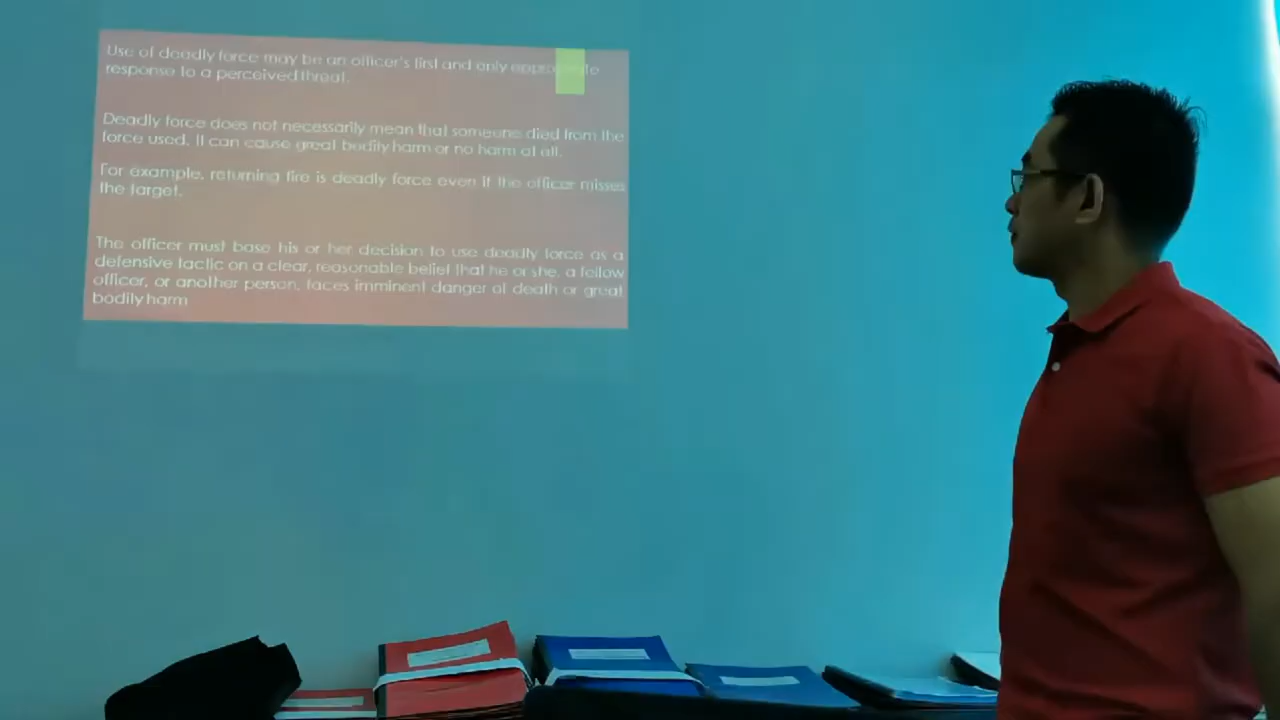 Use of deadly force may be an officer's first and only appropriate
response to a perceived threat.
Deadly force does not necessarily mean that someone died from the
force used. It can cause great bodily harm or no harm at all.
For example, returning fire is deadly force even if the officer misses
the target.
The officer must base his or her decision to use deadly force as a
defensive tactic on a clear, reasonable belief that he or she, a fellow
officer, or another person, faces imminent danger of death or great
bodily harm